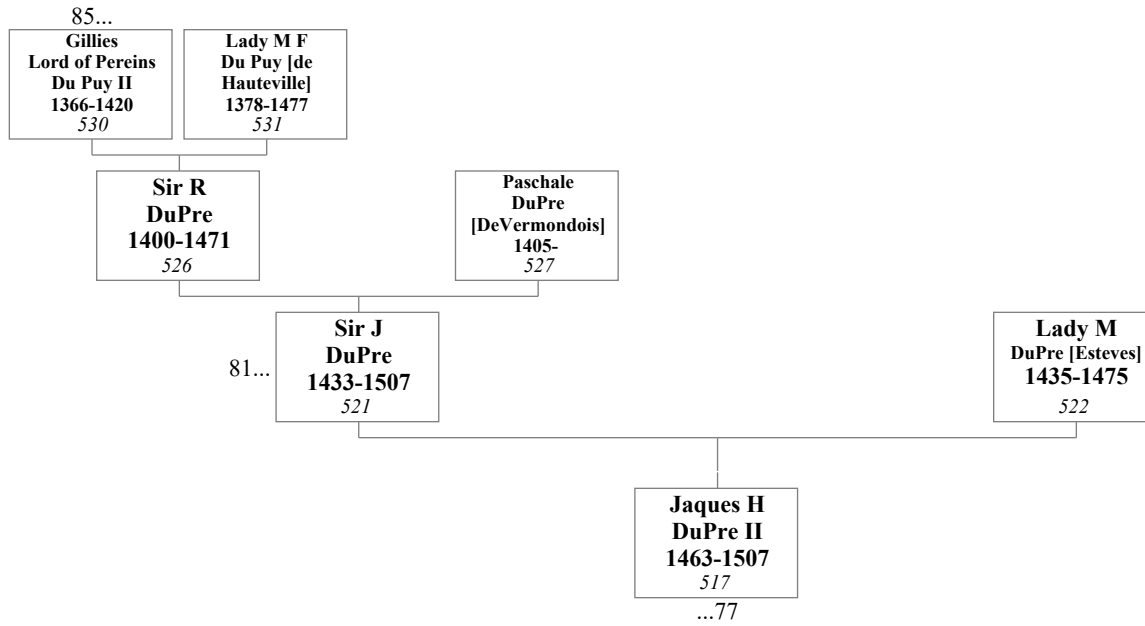 85...
Gillies
Lord of Pereins
Du Puy II
1366-1420
530
Lady M F
Du Puy [de
Hauteville]
1378-1477
531
Sir R
DuPre
1400-1471
526
Paschale
DuPre
[DeVermondois]
1405-
527
81...
Sir J
DuPre
1433-1507
521
Lady M
DuPre [Esteves]
1435-1475
522
Jaques H
DuPre II
1463-1507
517
...77